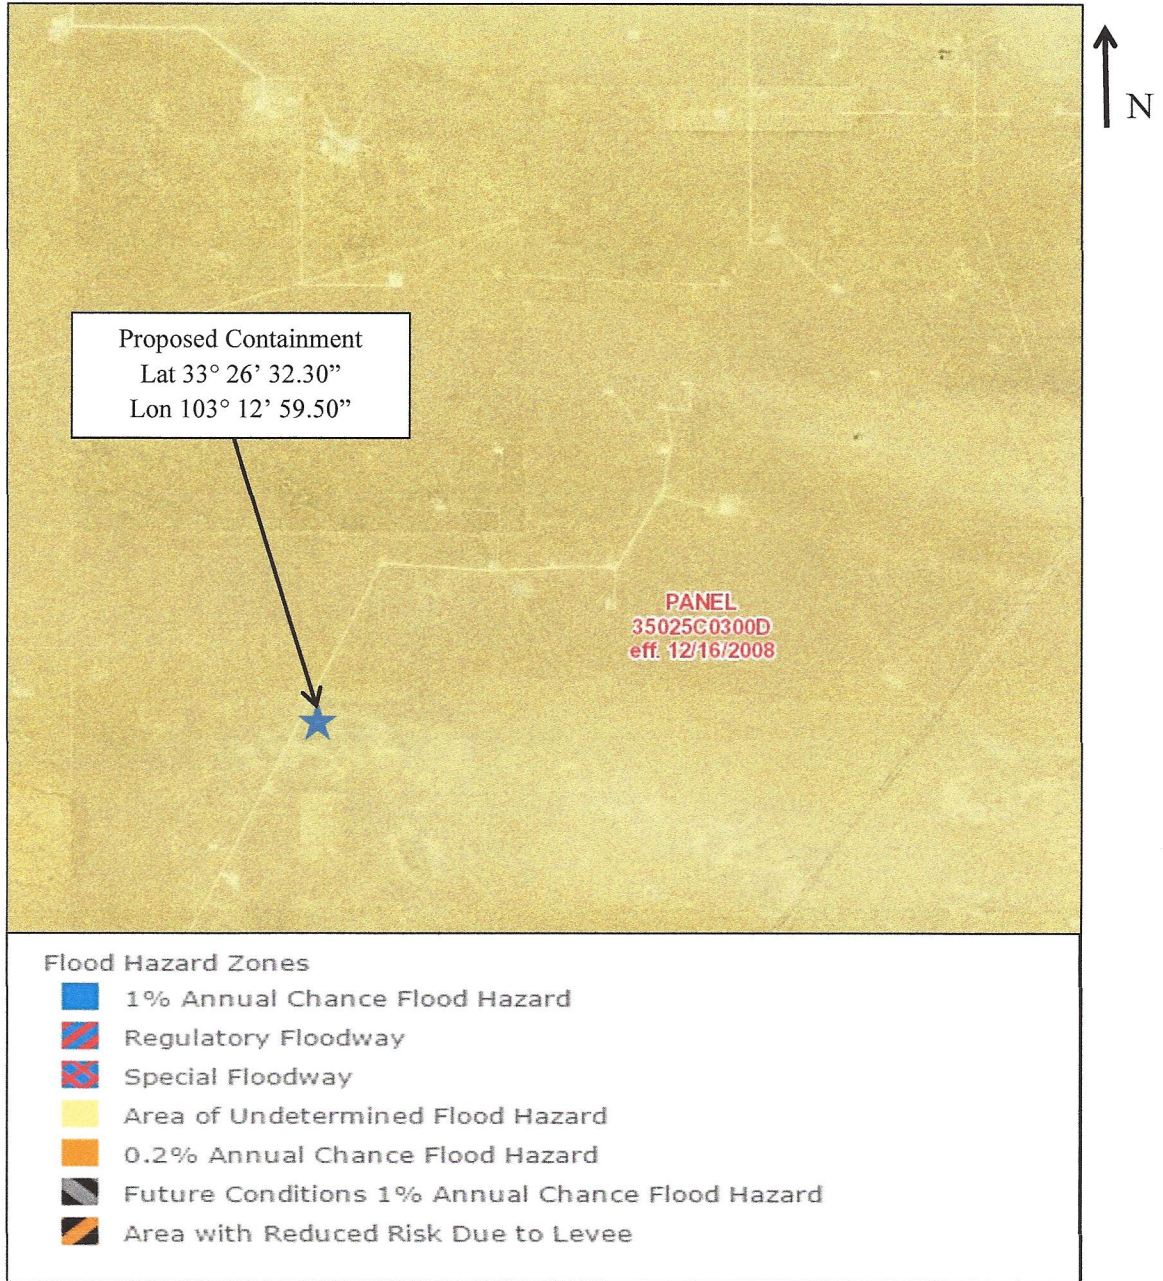 N
Proposed Containment
Lat 33° 26’ 32.30”
Lon 103° 12’ 59.50”
PANEL
35025C0300D
eff. 12/16/2008
Flood Hazard Zones
1% Annual Chance Flood Hazard
Regulatory Floodway
Special Floodway
Area of Undetermined Flood Hazard
0.2% Annual Chance Flood Hazard
Future Conditions 1% Annual Chance Flood Hazard
Area with Reduced Risk Due to Levee